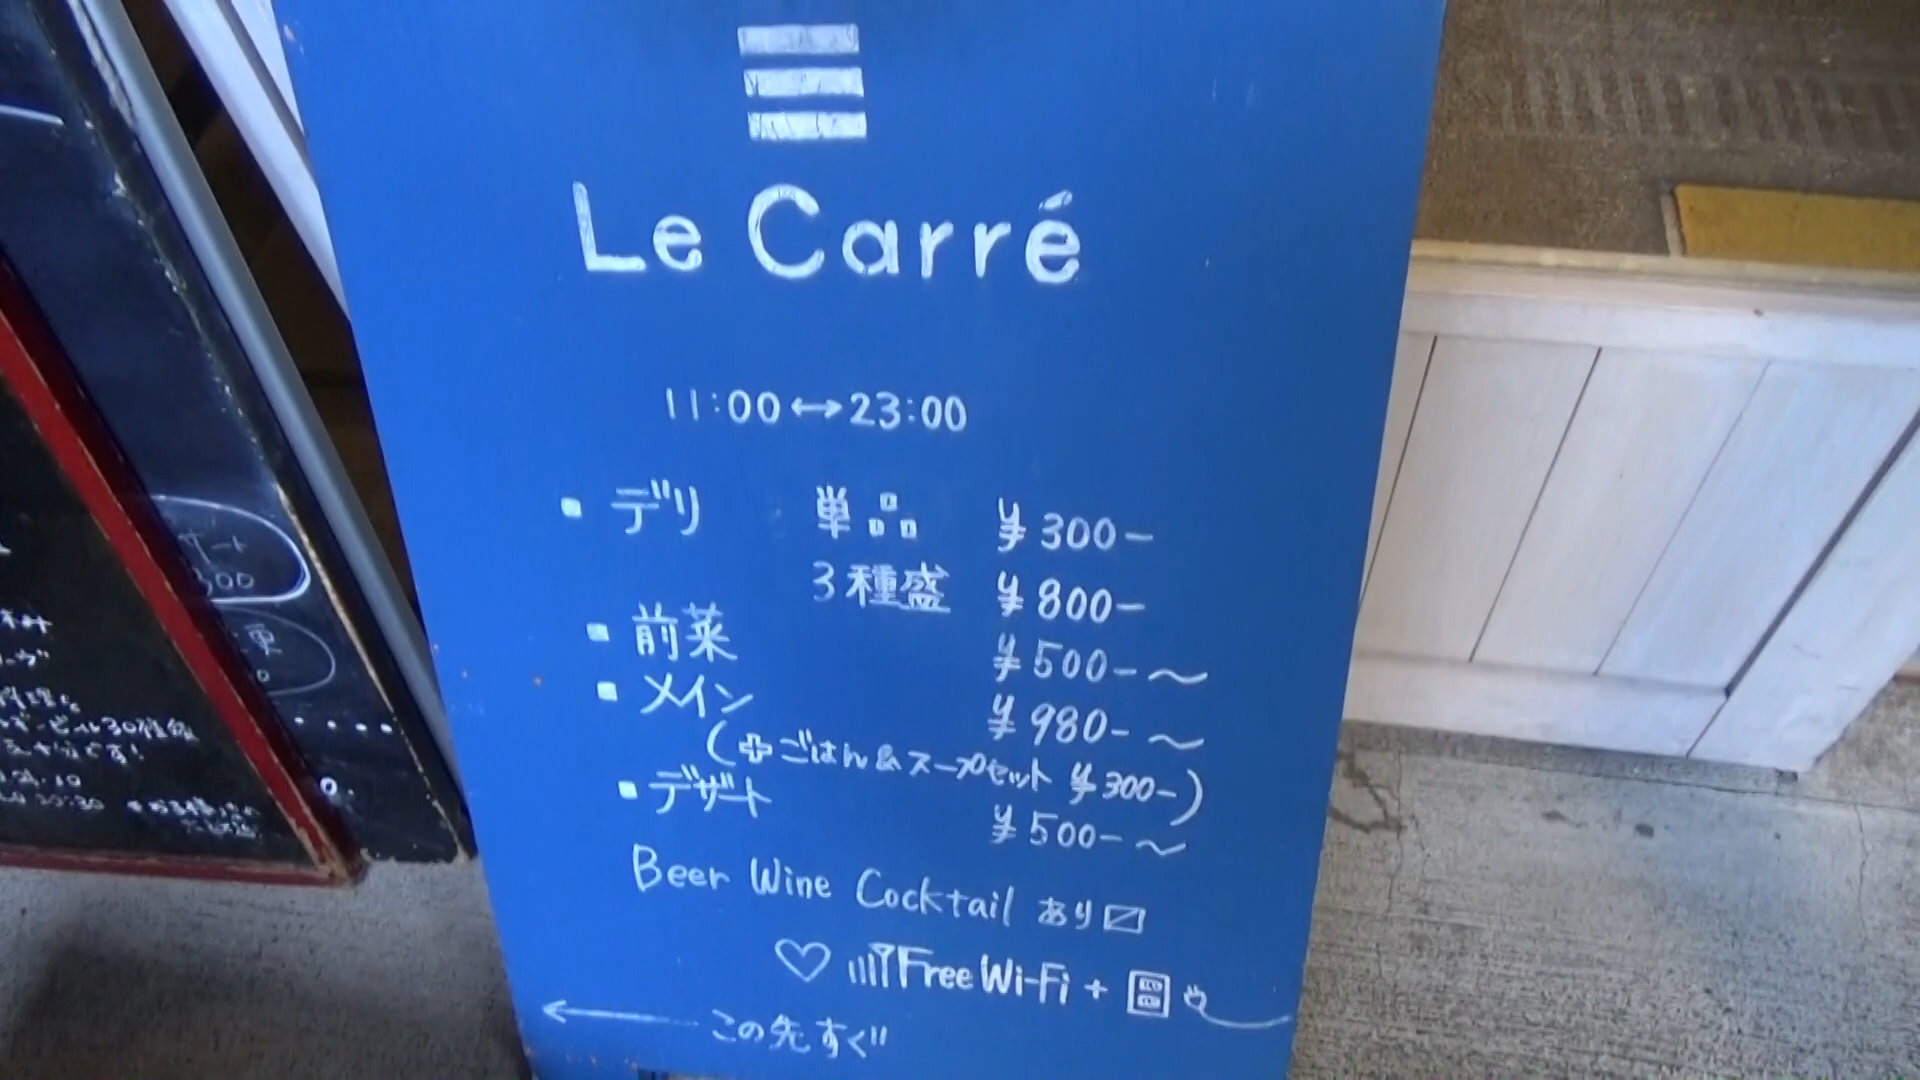 Le Carré
11:00↔23:00
▪デリ 単品 ¥300-
3種盛 ¥800-
▪前菜 ¥500-〜
▪メイン ¥980-〜
(+ごはん&スープセット ¥300-)
▪デザート ¥500-〜
Beer Wine Cocktail あり
♡ Free Wi-Fi +
← この先すぐ